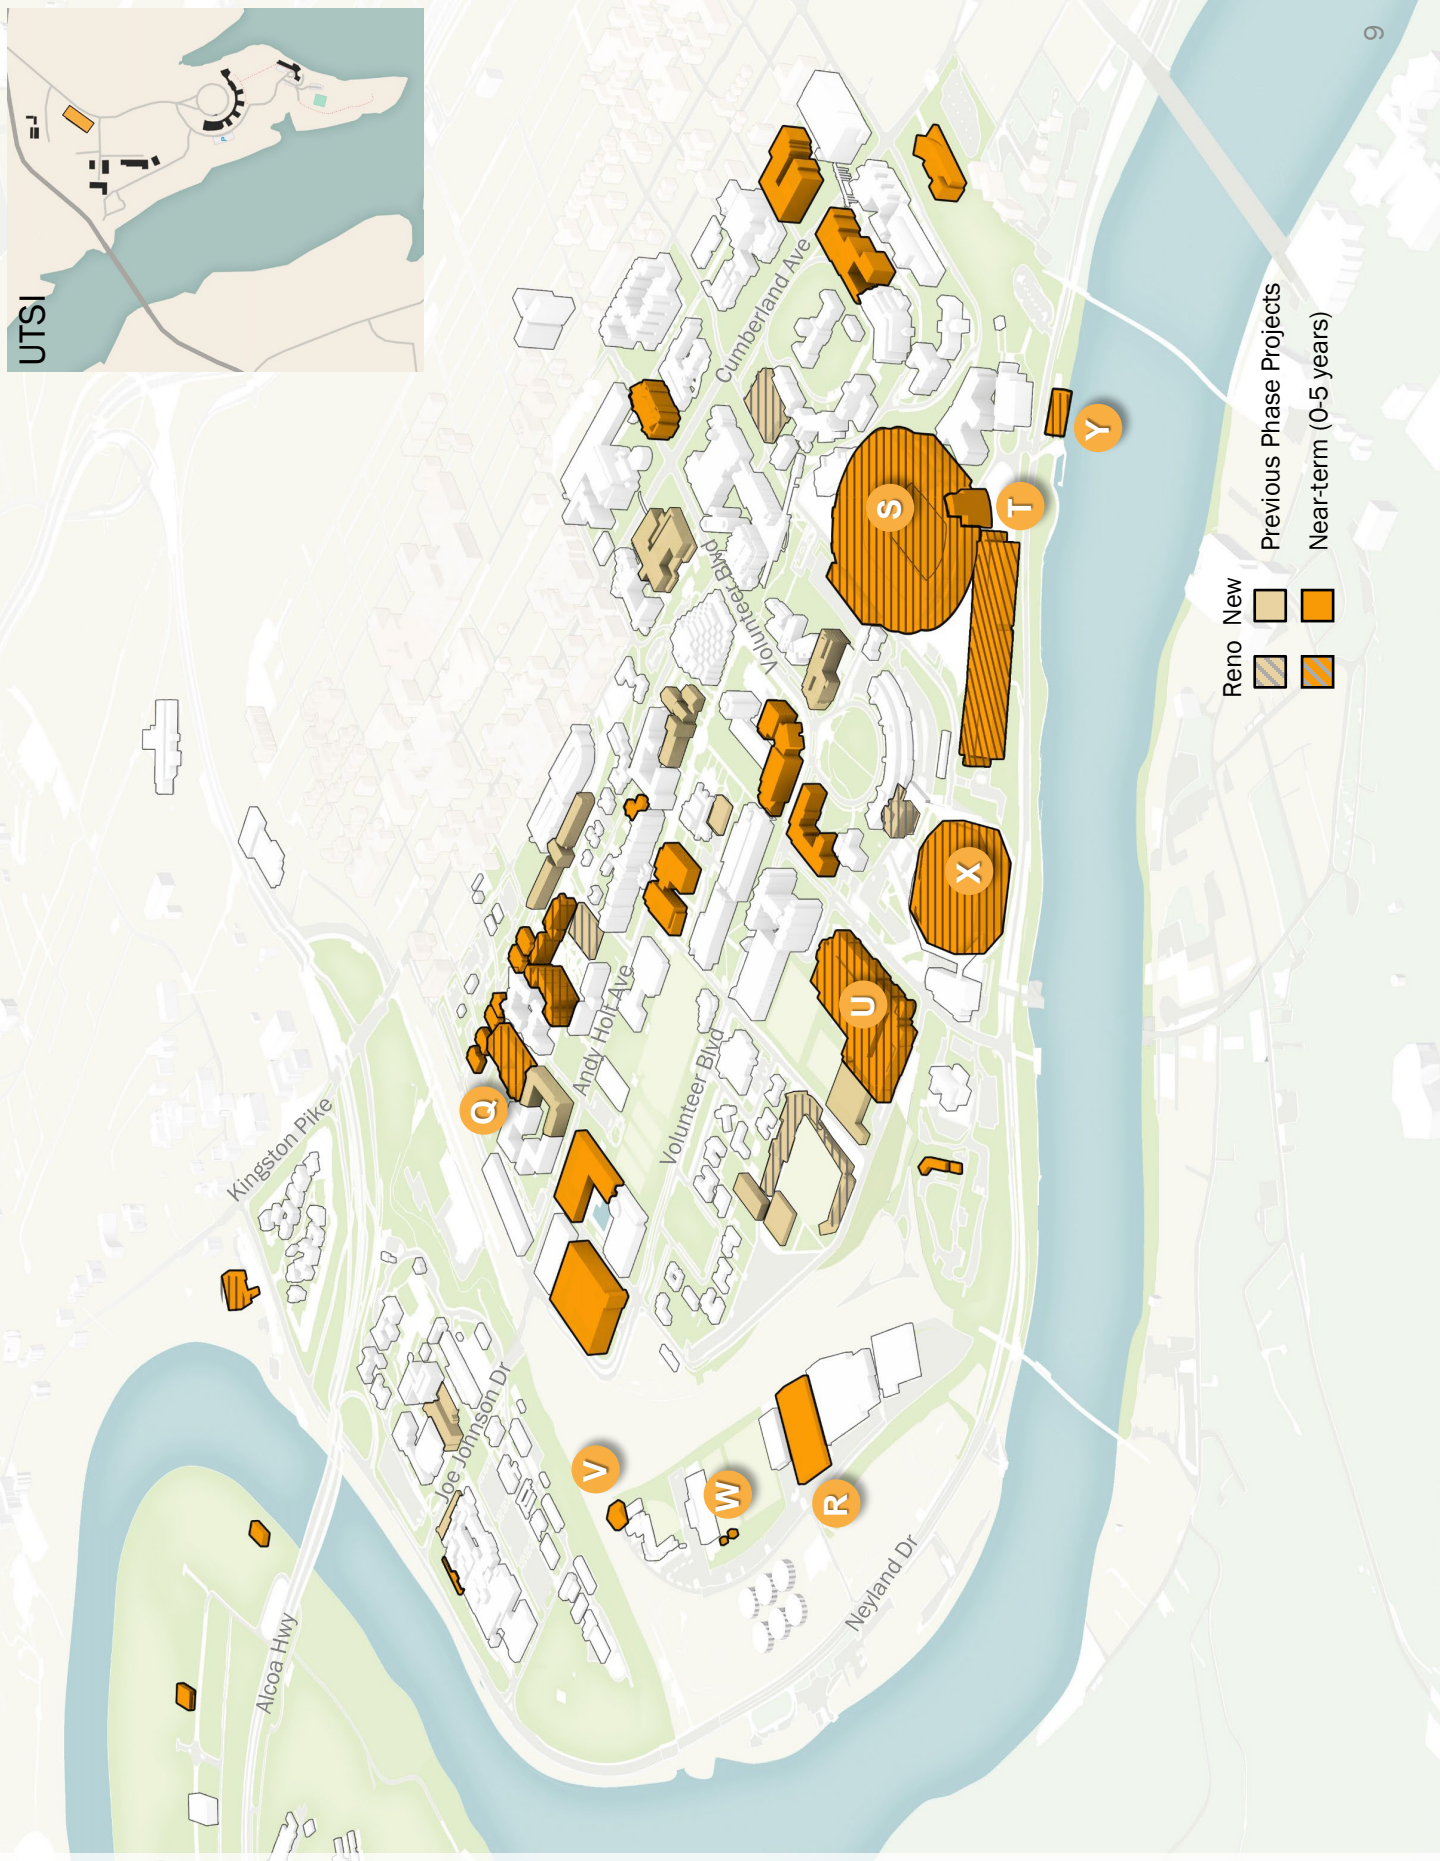 UTSI
Kingston Pike
Alcoa Hwy
Joe Johnson Dr
Andy Holt Ave
Volunteer Blvd
Volunteer Blvd
Cumberland Ave
Neyland Dr
Q
V
W
R
U
X
S
T
Y
Reno New
Previous Phase Projects
Near-term (0-5 years)
9